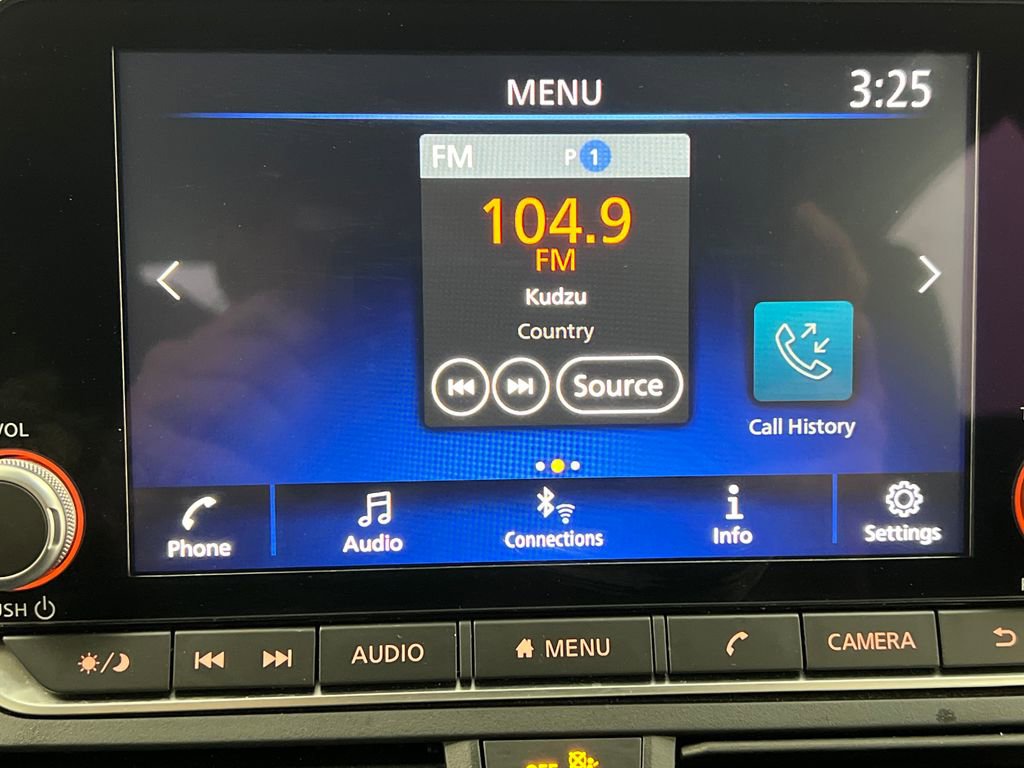 MENU
3:25
FM P 1
104.9
FM
Kudzu
Country
Source
Call History
Phone
Audio
Connections
Info
Settings
VOL
AUDIO
MENU
CAMERA
OFF